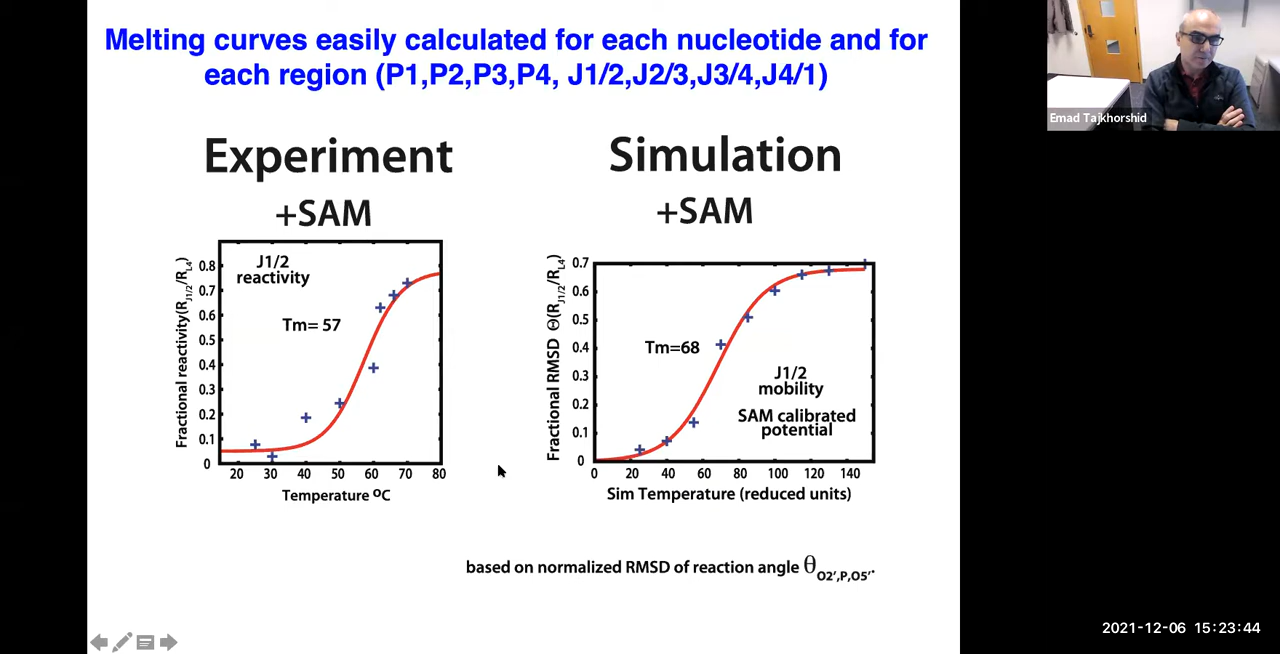 Melting curves easily calculated for each nucleotide and for
each region (P1,P2,P3,P4, J1/2,J2/3,J3/4,J4/1)
Emad Tajkhorshid
Experiment
+SAM
J1/2
reactivity
Tm= 57
Fractional reactivity(R_J1/2/R_L4)
0.8
0.7
0.6
0.5
0.4
0.3
0.2
0.1
0
20 30 40 50 60 70 80
Temperature ºC
Simulation
+SAM
Fractional RMSD Θ(R_J1/2/R_L4)
0.7
0.6
0.5
0.4
0.3
0.2
0.1
0
Tm=68
J1/2
mobility
SAM calibrated
potential
0 20 40 60 80 100 120 140
Sim Temperature (reduced units)
based on normalized RMSD of reaction angle θ O2',P,O5'.
2021-12-06 15:23:44